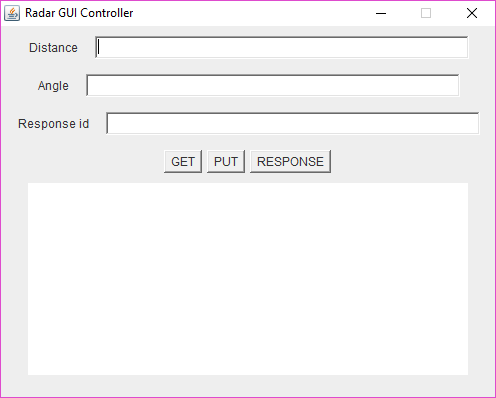 Radar GUI Controller
Distance
Angle
Response id
GET PUT RESPONSE